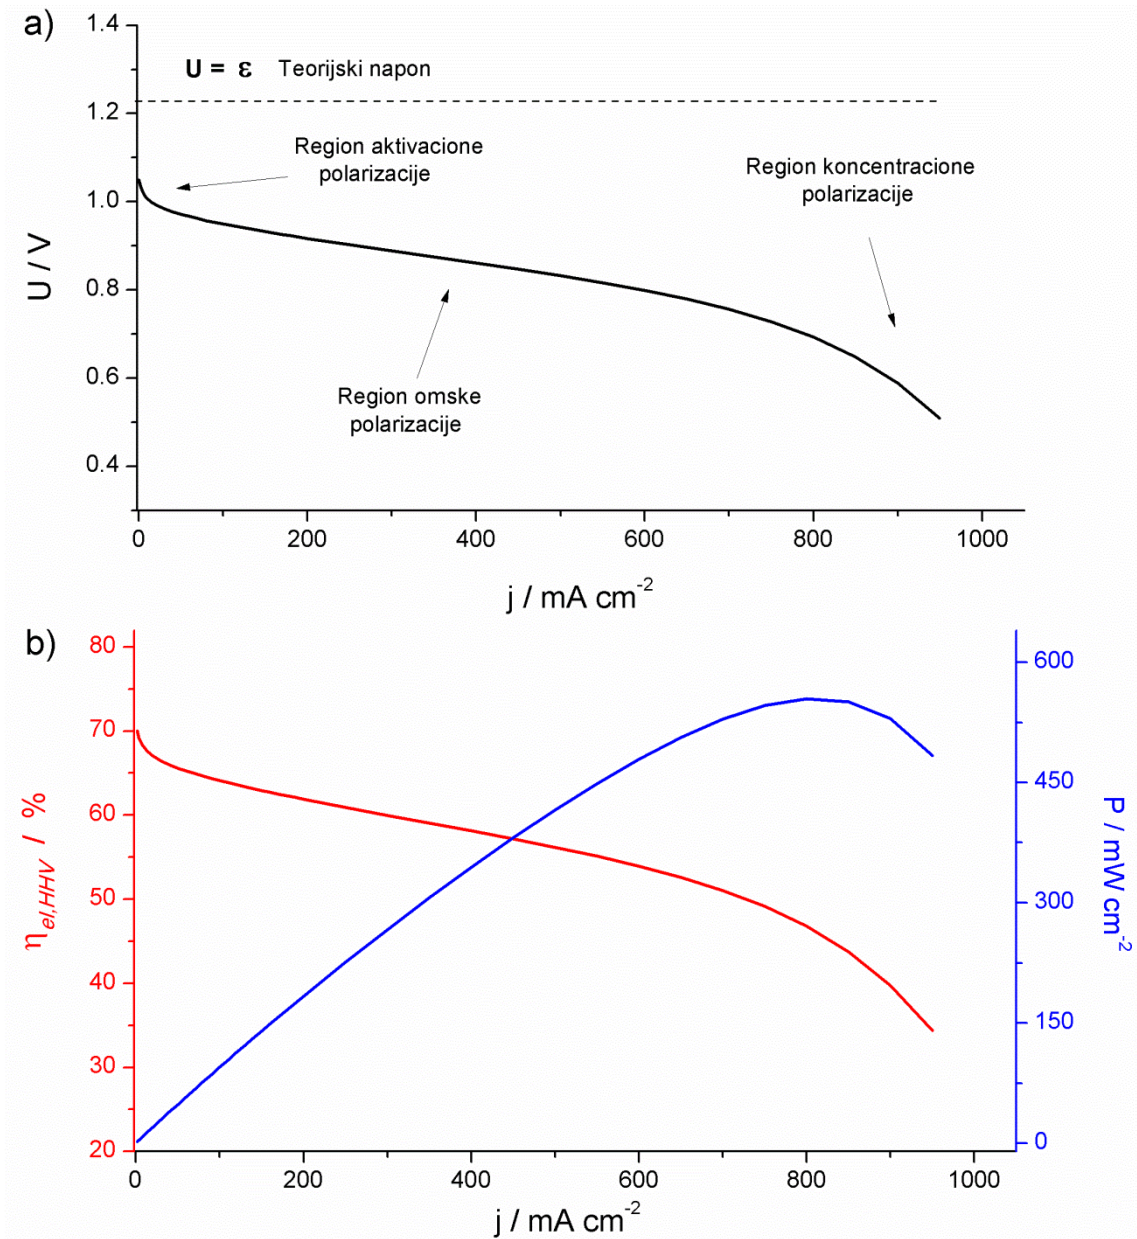 a)
1.4
U = ε Teorijski napon
1.2
Region aktivacione
polarizacije
Region koncentracione
polarizacije
1.0
U / V
0.8
0.6
Region omske
polarizacije
0.4
0 200 400 600 800 1000
j / mA cm-2
b)
80
600
70
60
450
η el,HHV / %
P / mW cm-2
50
300
40
150
30
20
0
0 200 400 600 800 1000
j / mA cm-2